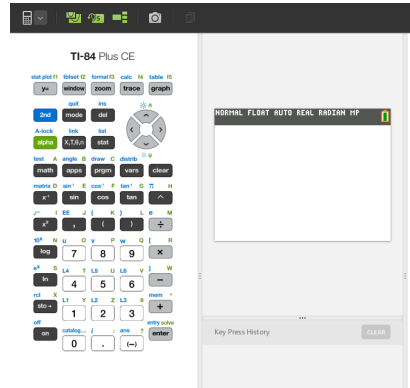 TI-84 Plus CE
stat plot f1 tblset f2 format f3 calc f4 table f5
y= window zoom trace graph
quit ins
2nd mode del
A-lock link list
alpha X,T,θ,n stat
test A angle B draw C distrib
math apps prgm vars clear
matrix D sin⁻¹ E cos⁻¹ F tan⁻¹ G π H
x⁻¹ sin cos tan ^
√ I EE J { K } L e M
x² , ( ) ÷
10ˣ N u O v P w Q [ R
log 7 8 9 ×
eˣ S L4 T L5 U L6 V ] W
ln 4 5 6 −
rcl X L1 Y L2 Z L3 θ mem "
sto→ 1 2 3 +
off catalog... i : ans ? entry solve
on 0 . (−) enter
NORMAL FLOAT AUTO REAL RADIAN MP
Key Press History CLEAR